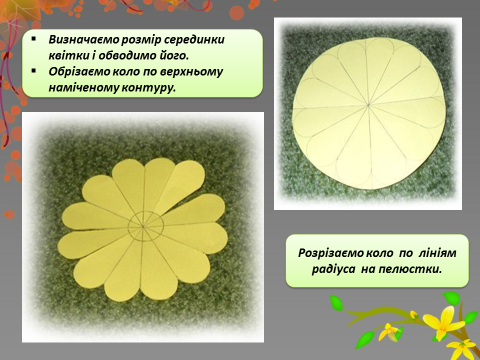 ▪ Визначаємо розмір серединки
квітки і обводимо його.
▪ Обрізаємо коло по верхньому
наміченому контуру.
Розрізаємо коло по лініям
радіуса на пелюстки.